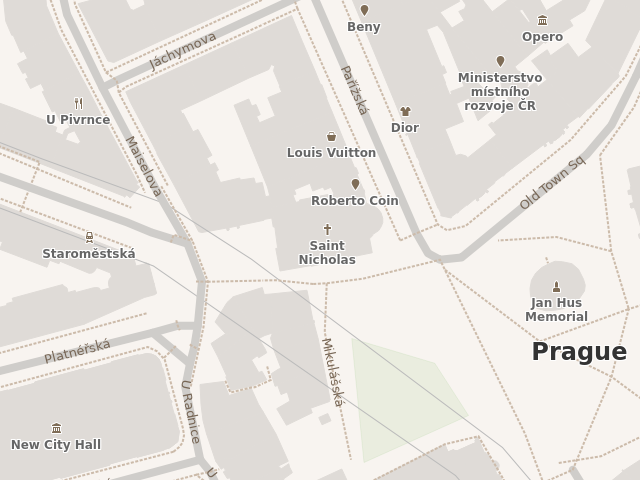 Beny
Opero
Jáchymova
Pařížská
Ministerstvo
místního
rozvoje ČR
U Pivrnce
Dior
Maiselova
Louis Vuitton
Old Town Sq
Roberto Coin
Staroměstská
Saint
Nicholas
Jan Hus
Memorial
Platnéřská
Mikulášská
Prague
U Radnice
New City Hall
U